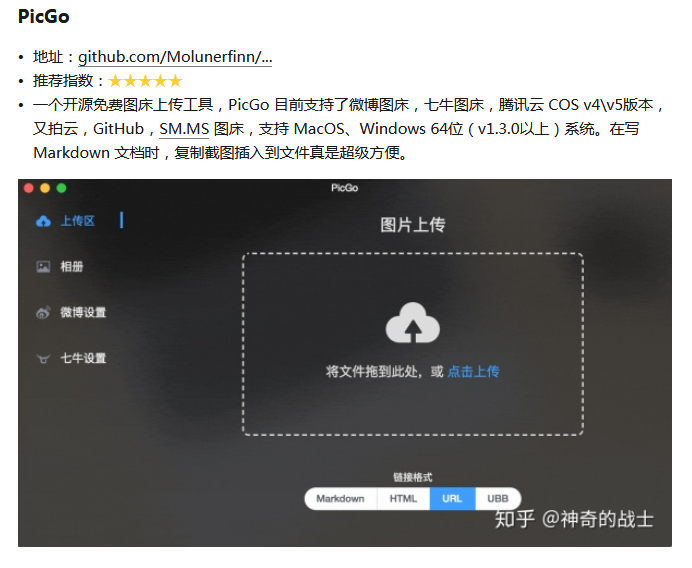 PicGo
• 地址：github.com/Molunerfinn/...
• 推荐指数：★★★★★
• 一个开源免费图床上传工具，PicGo 目前支持了微博图床，七牛图床，腾讯云 COS v4\v5版本，
又拍云，GitHub，SM.MS 图床，支持 MacOS、Windows 64位（v1.3.0以上）系统。在写
Markdown 文档时，复制截图插入到文件真是超级方便。
PicGo
上传区
相册
微博设置
七牛设置
图片上传
将文件拖到此处，或 点击上传
链接格式
Markdown HTML URL UBB
知乎 @神奇的战士